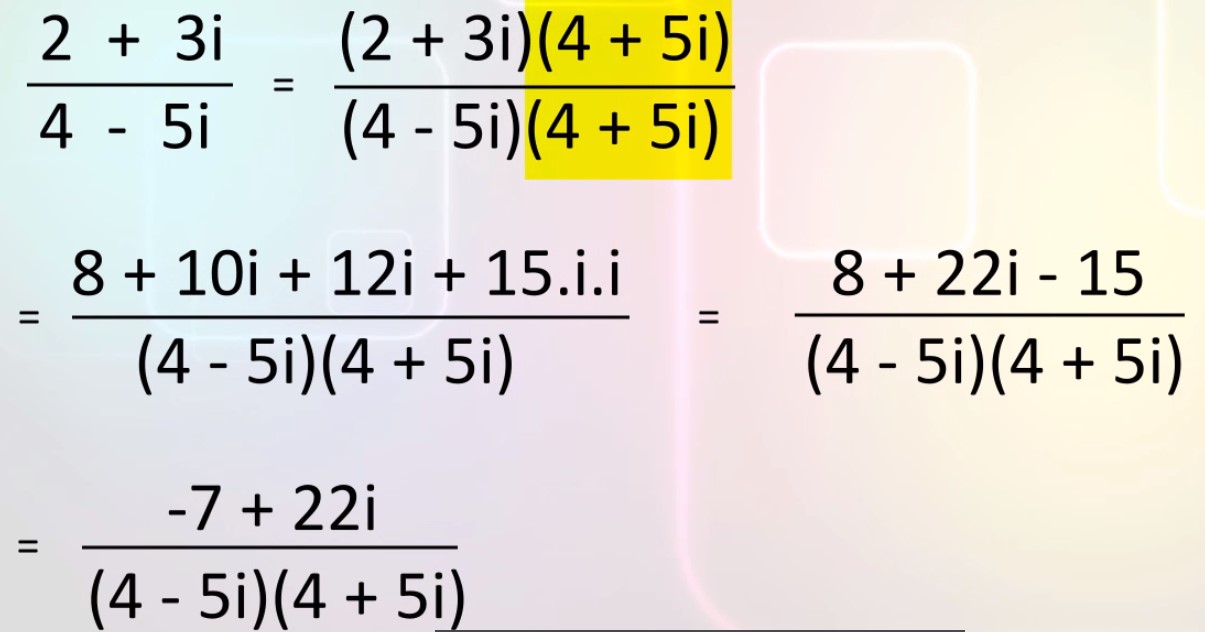 2 + 3i = (2 + 3i)(4 + 5i)
4 - 5i (4 - 5i)(4 + 5i)
= 8 + 10i + 12i + 15.i.i = 8 + 22i - 15
(4 - 5i)(4 + 5i) (4 - 5i)(4 + 5i)
= -7 + 22i
(4 - 5i)(4 + 5i)